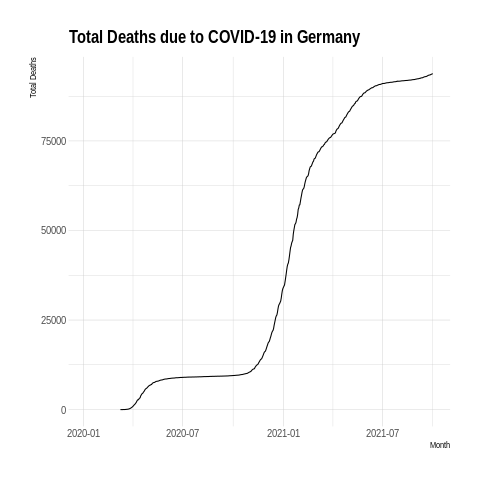 Total Deaths due to COVID-19 in Germany
Total Deaths
75000
50000
25000
0
2020-01 2020-07 2021-01 2021-07
Month